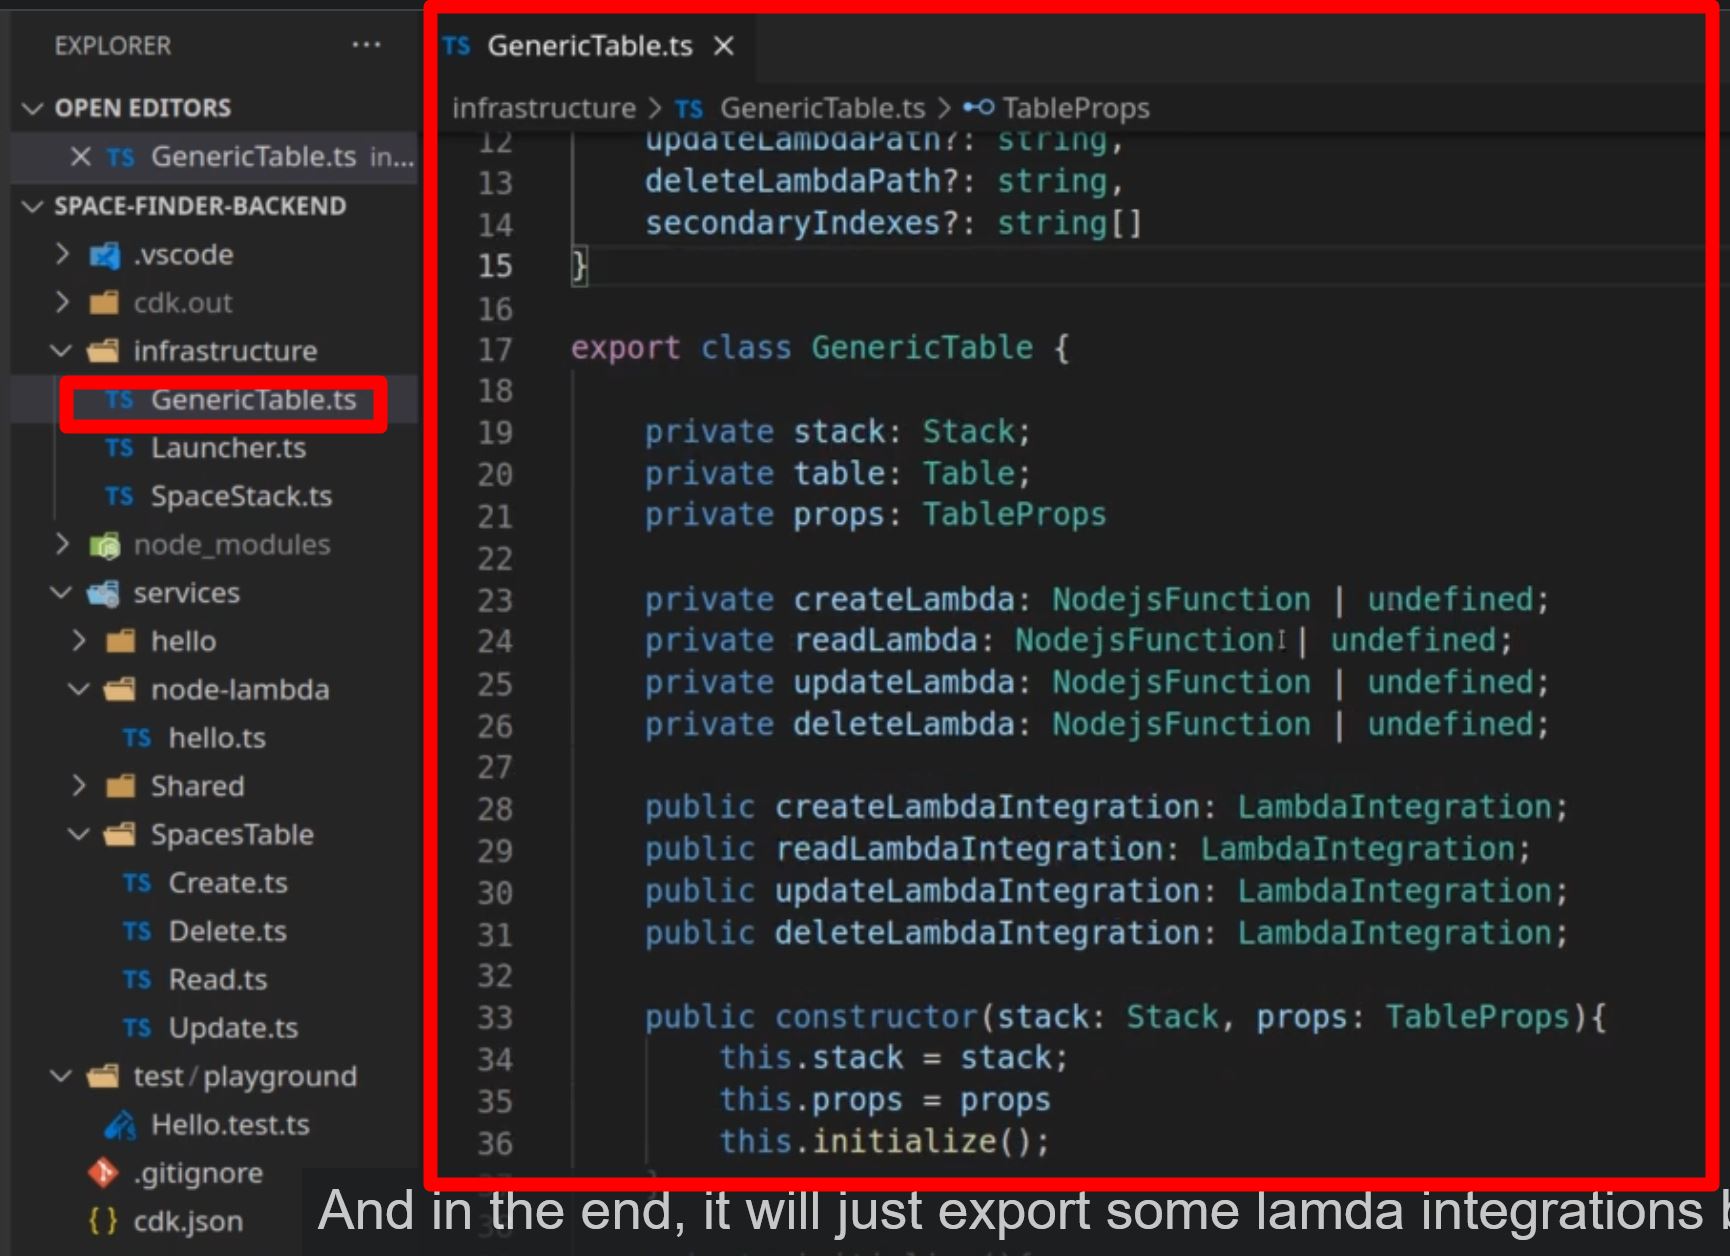 EXPLORER ...
OPEN EDITORS
TS GenericTable.ts in...
SPACE-FINDER-BACKEND
.vscode
cdk.out
infrastructure
TS GenericTable.ts
TS Launcher.ts
TS SpaceStack.ts
node_modules
services
hello
node-lambda
TS hello.ts
Shared
SpacesTable
TS Create.ts
TS Delete.ts
TS Read.ts
TS Update.ts
test/playground
Hello.test.ts
.gitignore
{} cdk.json
TS GenericTable.ts
infrastructure > TS GenericTable.ts > TableProps
12 updateLambdaPath?: string,
13 deleteLambdaPath?: string,
14 secondaryIndexes?: string[]
15 }
16
17 export class GenericTable {
18
19 private stack: Stack;
20 private table: Table;
21 private props: TableProps
22
23 private createLambda: NodejsFunction | undefined;
24 private readLambda: NodejsFunction | undefined;
25 private updateLambda: NodejsFunction | undefined;
26 private deleteLambda: NodejsFunction | undefined;
27
28 public createLambdaIntegration: LambdaIntegration;
29 public readLambdaIntegration: LambdaIntegration;
30 public updateLambdaIntegration: LambdaIntegration;
31 public deleteLambdaIntegration: LambdaIntegration;
32
33 public constructor(stack: Stack, props: TableProps){
34 this.stack = stack;
35 this.props = props
36 this.initialize();
And in the end, it will just export some lamda integrations